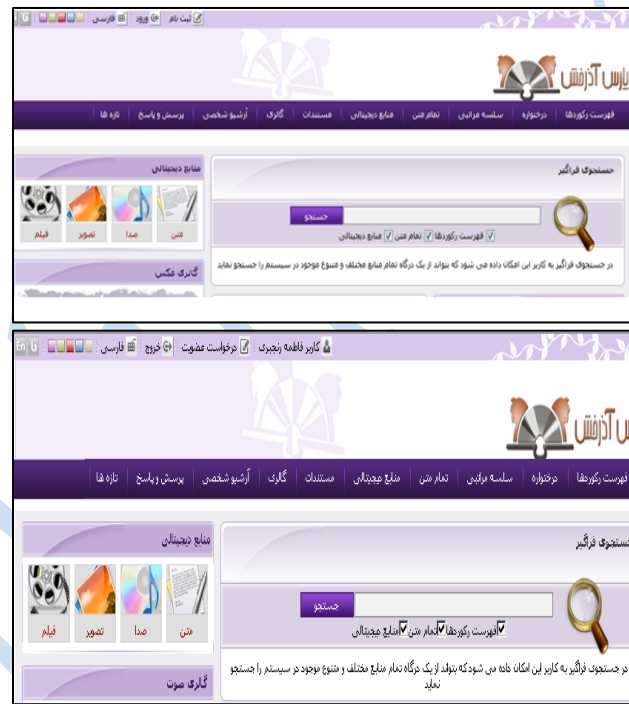 ثبت نام ورود فارسی
پارس آذرخش
فهرست رکوردها درختواره سلسه مراتبی تمام متن منابع دیجیتالی مستندات گالری آرشیو شخصی پرسش و پاسخ تازه ها
جستجوی فراگیر
جستجو
فهرست رکوردها تمام متن منابع دیجیتالی
در جستجوی فراگیر به کاربر این امکان داده می شود که بتواند از یک درگاه تمام منابع مختلف و متنوع موجود در سیستم را جستجو نماید
منابع دیجیتالی
متن صدا تصویر فیلم
گالری عکس
کاربر فاطمه رنجبری درخواست عضویت خروج فارسی En
س آذرخش
فهرست رکوردها درختواره سلسه مراتبی تمام متن منابع دیجیتالی مستندات گالری آرشیو شخصی پرسش و پاسخ تازه ها
جستجوی فراگیر
جستجو
فهرست رکوردها تمام متن منابع دیجیتالی
در جستجوی فراگیر به کاربر این امکان داده می شود که بتواند از یک درگاه تمام منابع مختلف و متنوع موجود در سیستم را جستجو
نماید
منابع دیجیتالی
متن صدا تصویر فیلم
گالری صوت